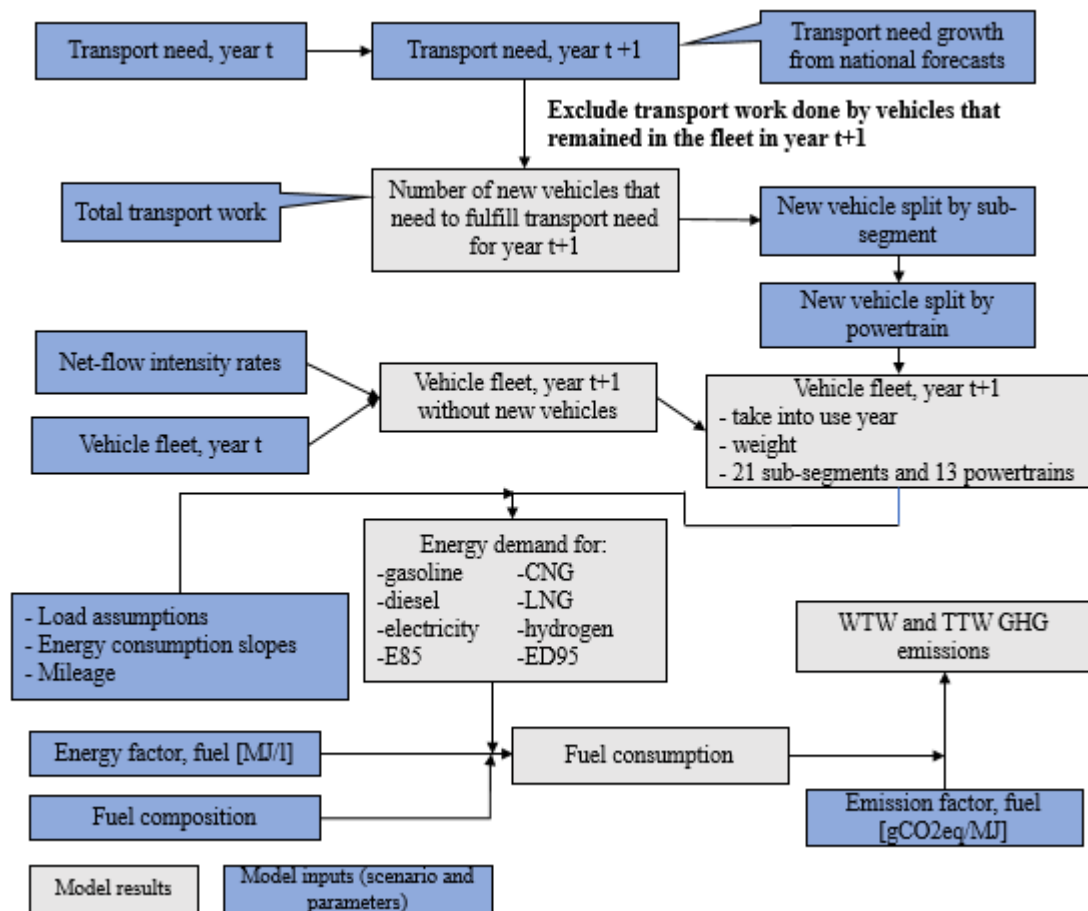 Transport need, year t
Transport need, year t +1
Transport need growth
from national forecasts
Exclude transport work done by vehicles that
remained in the fleet in year t+1
Total transport work
Number of new vehicles that
need to fulfill transport need
for year t+1
New vehicle split by sub-
segment
New vehicle split by
powertrain
Net-flow intensity rates
Vehicle fleet, year t
Vehicle fleet, year t+1
without new vehicles
Vehicle fleet, year t+1
- take into use year
- weight
- 21 sub-segments and 13 powertrains
Energy demand for:
-gasoline -CNG
-diesel -LNG
-electricity -hydrogen
-E85 -ED95
- Load assumptions
- Energy consumption slopes
- Mileage
WTW and TTW GHG
emissions
Energy factor, fuel [MJ/l]
Fuel consumption
Fuel composition
Emission factor, fuel
[gCO2eq/MJ]
Model results
Model inputs (scenario and
parameters)